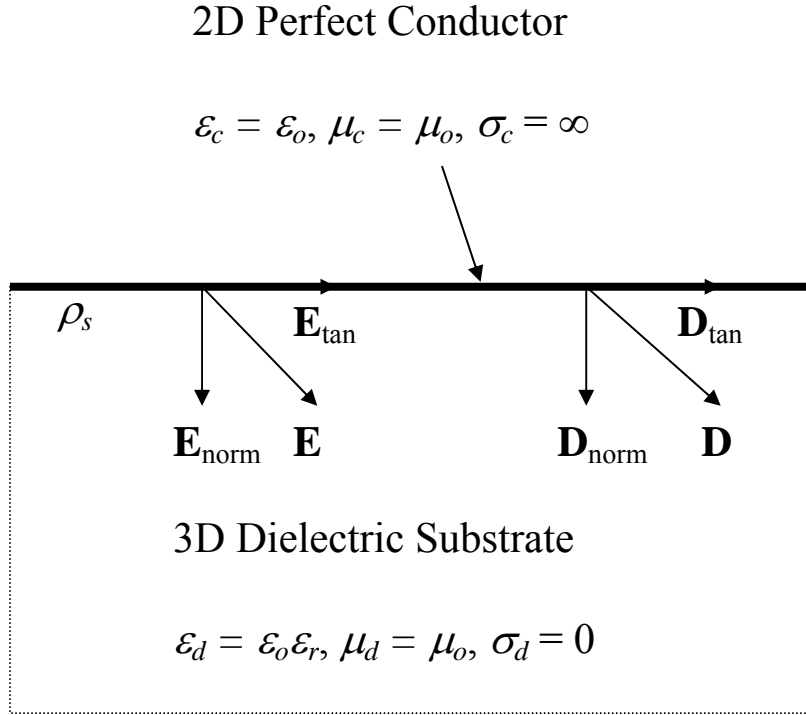 2D Perfect Conductor
εc = εo, μc = μo, σc = ∞
ρs
Etan
Dtan
Enorm E
Dnorm D
3D Dielectric Substrate
εd = εoεr, μd = μo, σd = 0